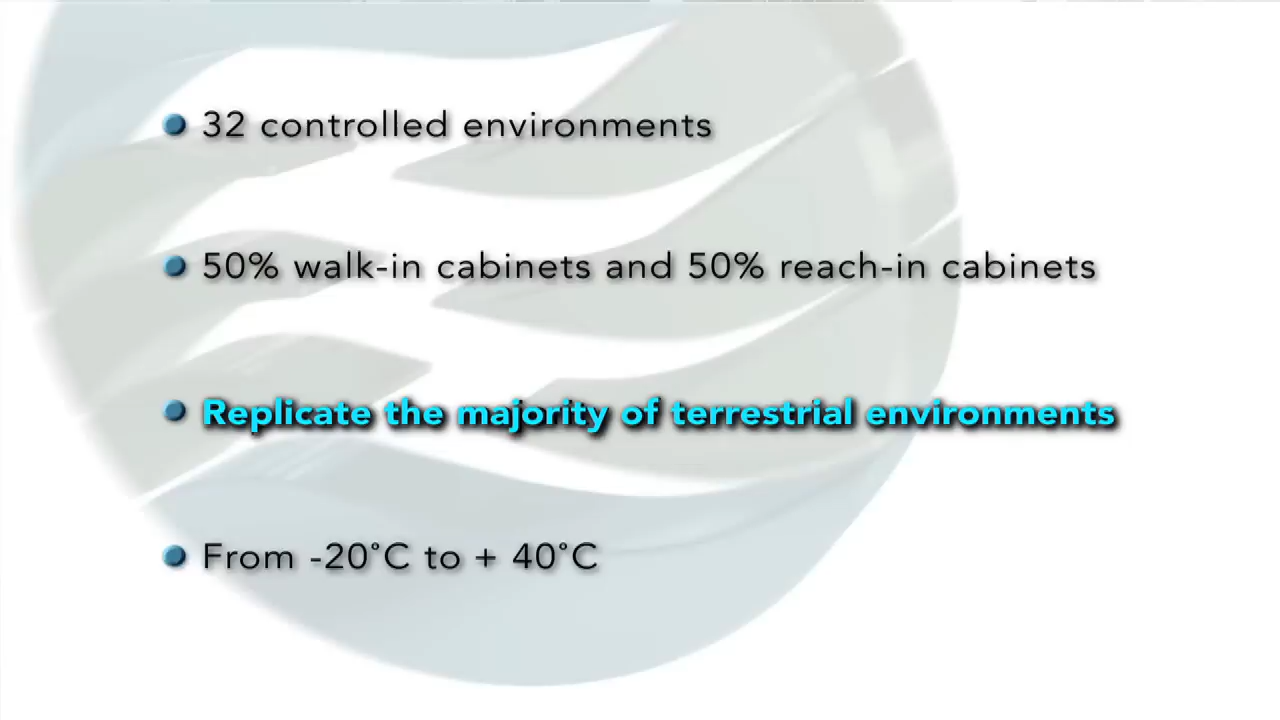 32 controlled environments
50% walk-in cabinets and 50% reach-in cabinets
Replicate the majority of terrestrial environments
From -20°C to + 40°C